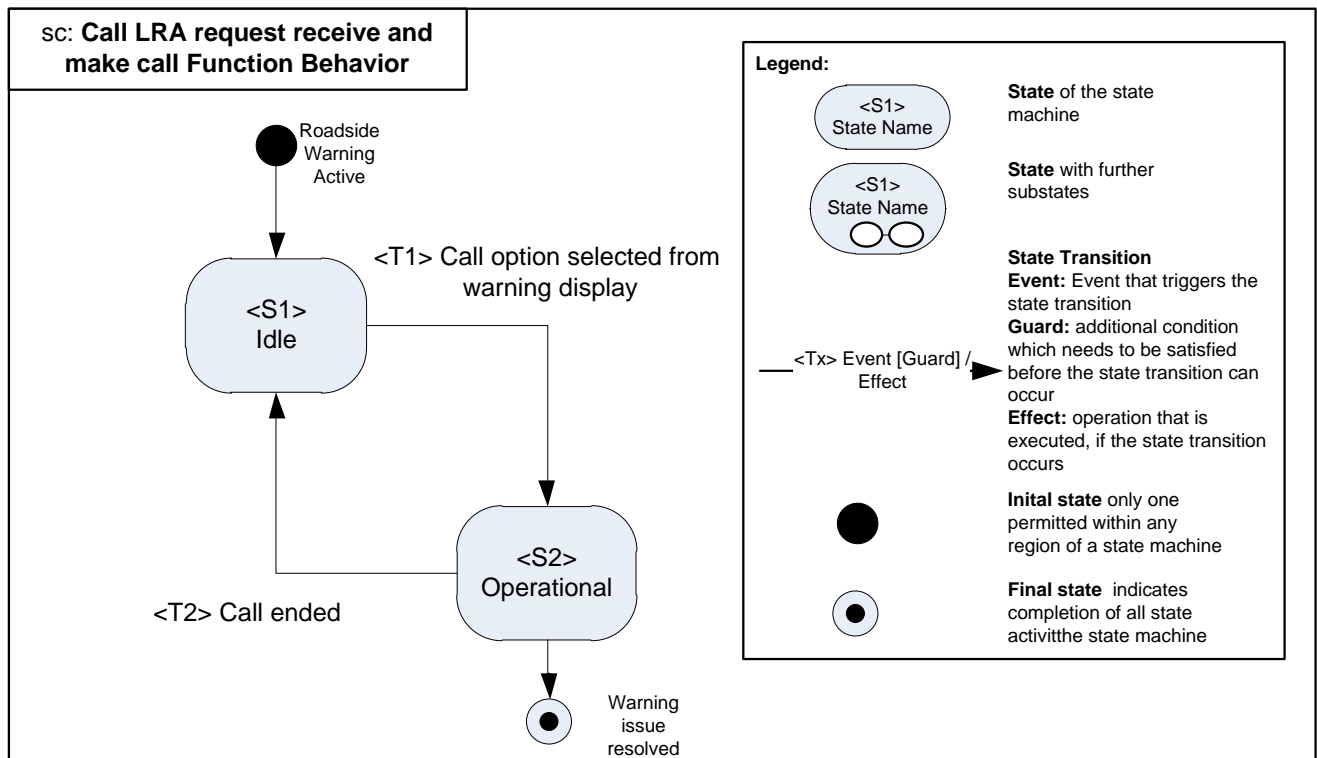 sc: Call LRA request receive and
make call Function Behavior
Roadside
Warning
Active
<T1> Call option selected from
warning display
<S1>
Idle
<S2>
Operational
<T2> Call ended
Warning
issue
resolved
Legend:
<S1>
State Name
State of the state
machine
<S1>
State Name
State with further
substates
State Transition
Event: Event that triggers the
state transition
Guard: additional condition
which needs to be satisfied
before the state transition can
occur
Effect: operation that is
executed, if the state transition
occurs
<Tx> Event [Guard] /
Effect
Inital state only one
permitted within any
region of a state machine
Final state indicates
completion of all state
activitthe state machine